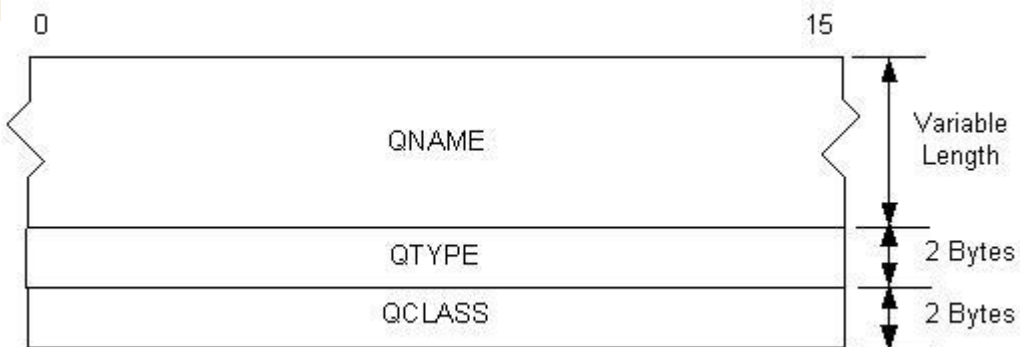 0 15
QNAME
Variable
Length
QTYPE
2 Bytes
QCLASS
2 Bytes